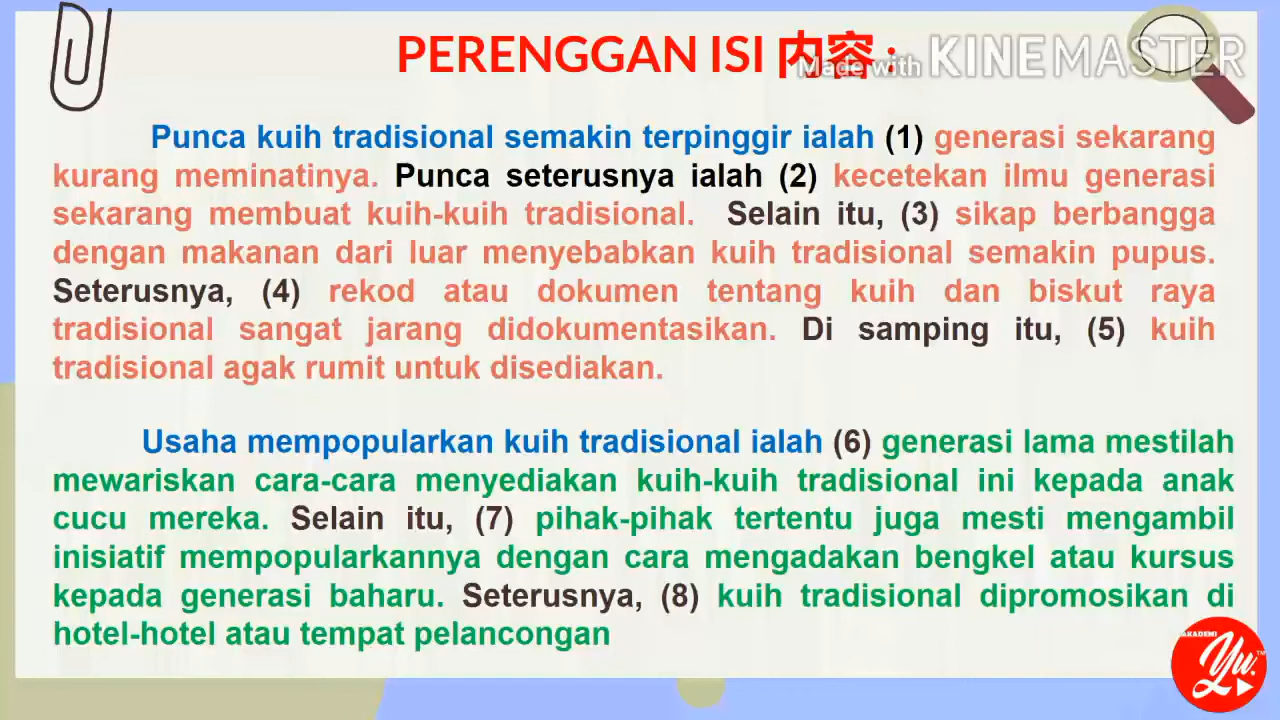 PERENGGAN ISI 内容 :
Made with KINEMASTER
Punca kuih tradisional semakin terpinggir ialah (1) generasi sekarang
kurang meminatinya. Punca seterusnya ialah (2) kecetekan ilmu generasi
sekarang membuat kuih-kuih tradisional. Selain itu, (3) sikap berbangga
dengan makanan dari luar menyebabkan kuih tradisional semakin pupus.
Seterusnya, (4) rekod atau dokumen tentang kuih dan biskut raya
tradisional sangat jarang didokumentasikan. Di samping itu, (5) kuih
tradisional agak rumit untuk disediakan.
Usaha mempopularkan kuih tradisional ialah (6) generasi lama mestilah
mewariskan cara-cara menyediakan kuih-kuih tradisional ini kepada anak
cucu mereka. Selain itu, (7) pihak-pihak tertentu juga mesti mengambil
inisiatif mempopularkannya dengan cara mengadakan bengkel atau kursus
kepada generasi baharu. Seterusnya, (8) kuih tradisional dipromosikan di
hotel-hotel atau tempat pelancongan
AKADEMI
Yu.
TM